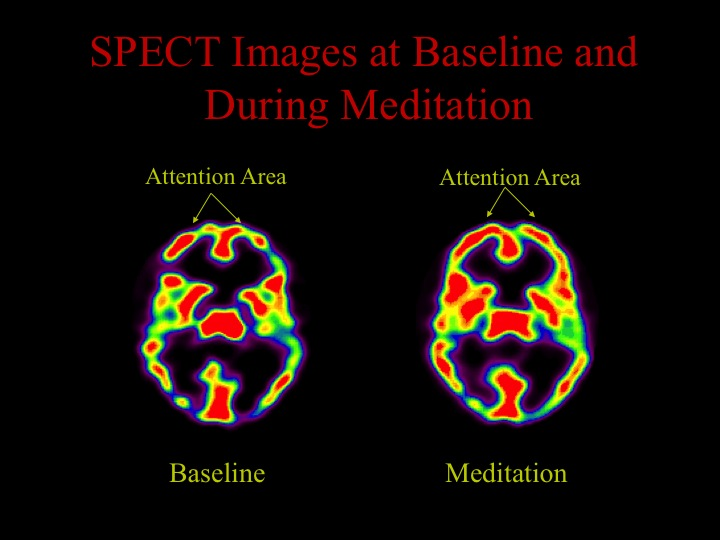 SPECT Images at Baseline and
During Meditation
Attention Area
Attention Area
Baseline
Meditation